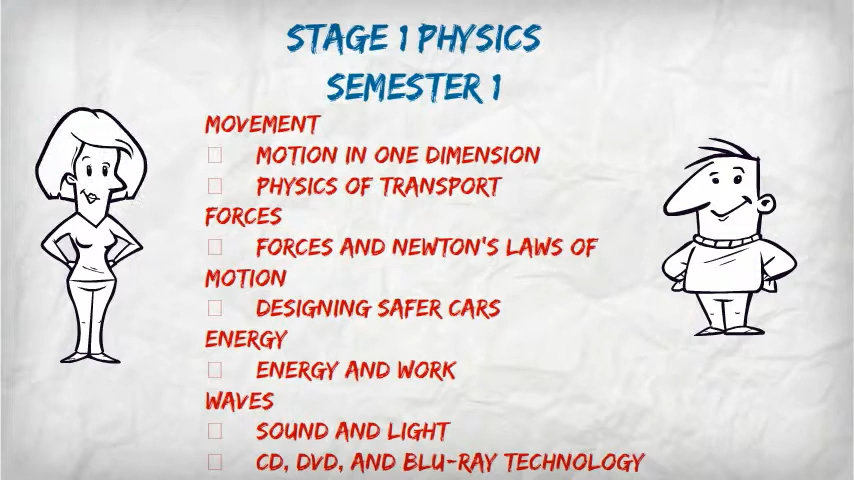 STAGE 1 PHYSICS
SEMESTER 1
MOVEMENT
MOTION IN ONE DIMENSION
PHYSICS OF TRANSPORT
FORCES
FORCES AND NEWTON'S LAWS OF
MOTION
DESIGNING SAFER CARS
ENERGY
ENERGY AND WORK
WAVES
SOUND AND LIGHT
CD, DVD, AND BLU-RAY TECHNOLOGY